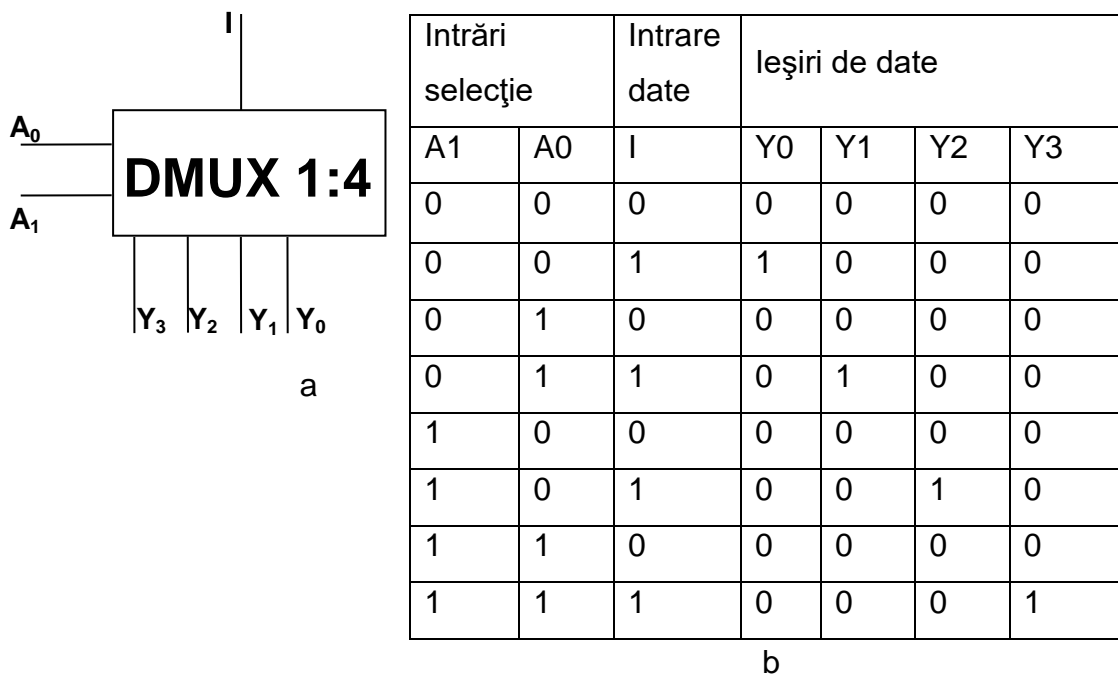 I
A₀
DMUX 1:4
A₁
Y₃ Y₂ Y₁ Y₀
a
Intrări selecţie Intrare date Ieşiri de date
A1 A0 I Y0 Y1 Y2 Y3
0 0 0 0 0 0 0
0 0 1 1 0 0 0
0 1 0 0 0 0 0
0 1 1 0 1 0 0
1 0 0 0 0 0 0
1 0 1 0 0 1 0
1 1 0 0 0 0 0
1 1 1 0 0 0 1
b